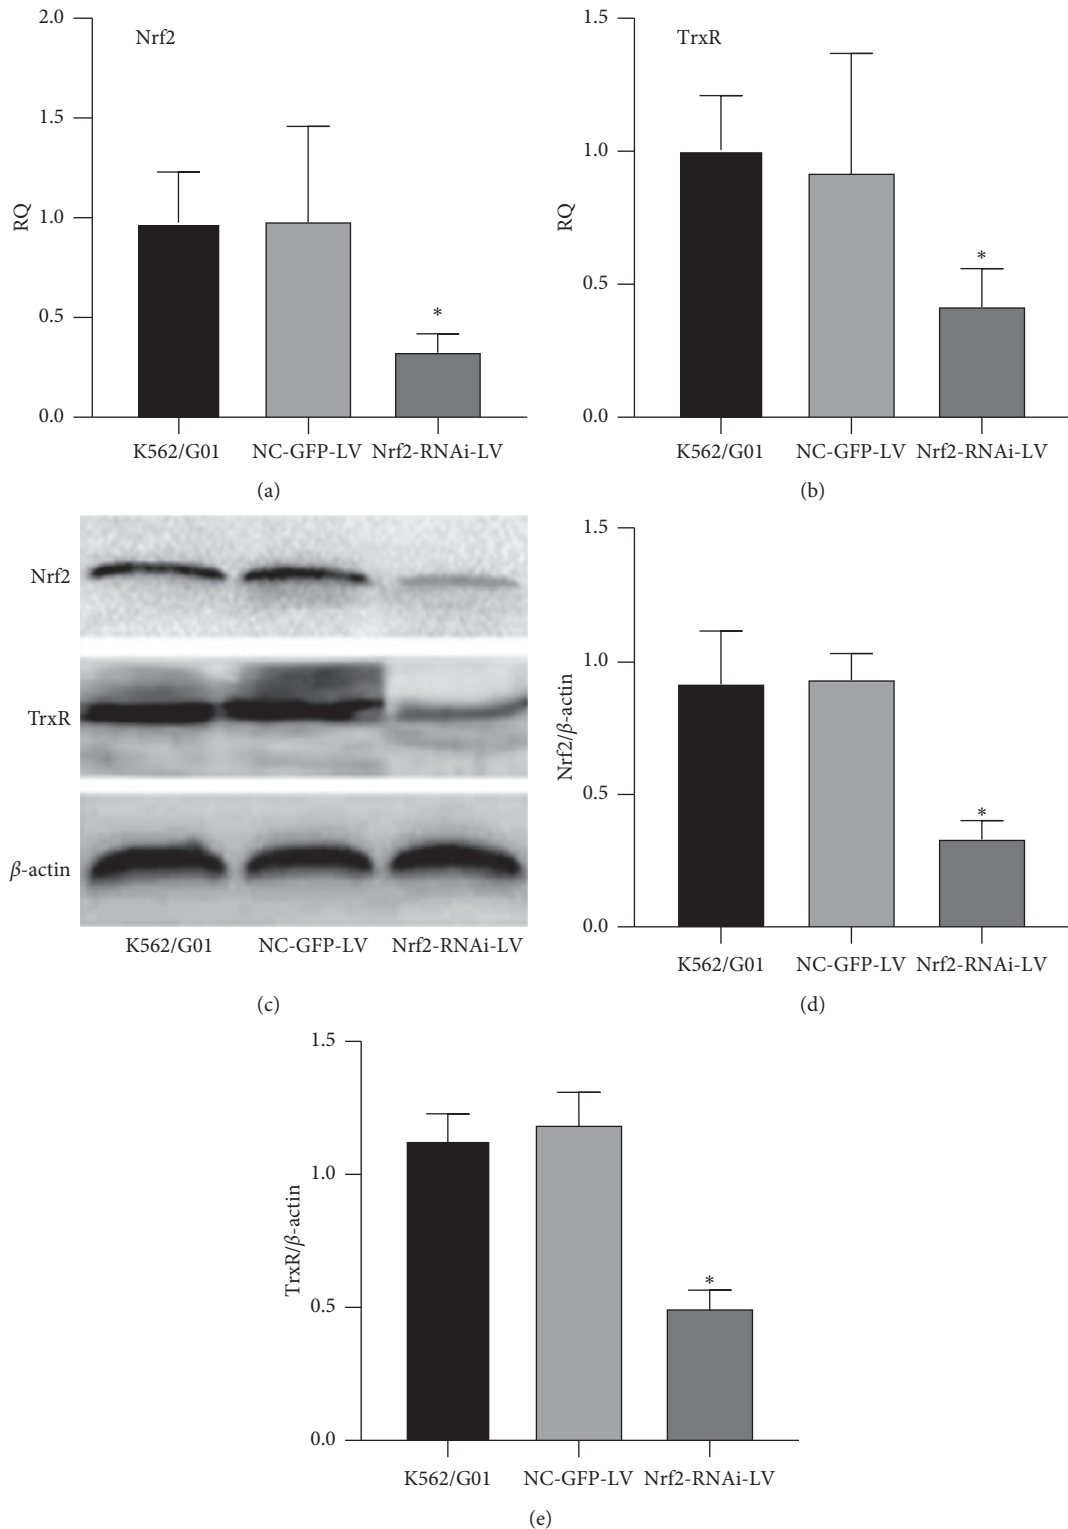 2.0
Nrf2
1.5
1.0
RQ
0.5
*
0.0
K562/G01 NC-GFP-LV Nrf2-RNAi-LV
(a)
1.5
TrxR
1.0
RQ
*
0.5
0.0
K562/G01 NC-GFP-LV Nrf2-RNAi-LV
(b)
Nrf2
TrxR
β-actin
K562/G01 NC-GFP-LV Nrf2-RNAi-LV
(c)
1.5
1.0
Nrf2/β-actin
0.5
*
0.0
K562/G01 NC-GFP-LV Nrf2-RNAi-LV
(d)
1.5
1.0
TrxR/β-actin
*
0.5
0.0
K562/G01 NC-GFP-LV Nrf2-RNAi-LV
(e)